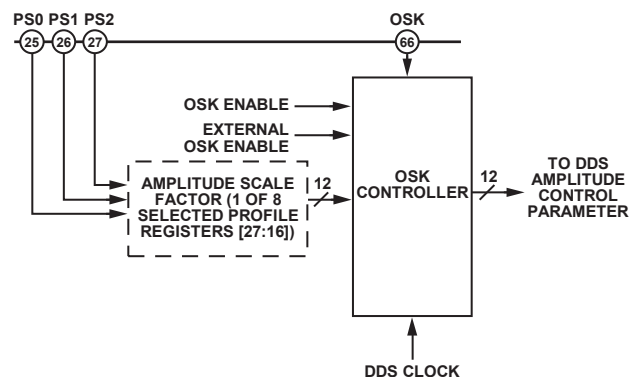 PS0 PS1 PS2
OSK
25
26
27
66
OSK ENABLE
EXTERNAL
OSK ENABLE
AMPLITUDE SCALE
FACTOR (1 OF 8
SELECTED PROFILE
REGISTERS [27:16])
12
OSK
CONTROLLER
12
TO DDS
AMPLITUDE
CONTROL
PARAMETER
DDS CLOCK